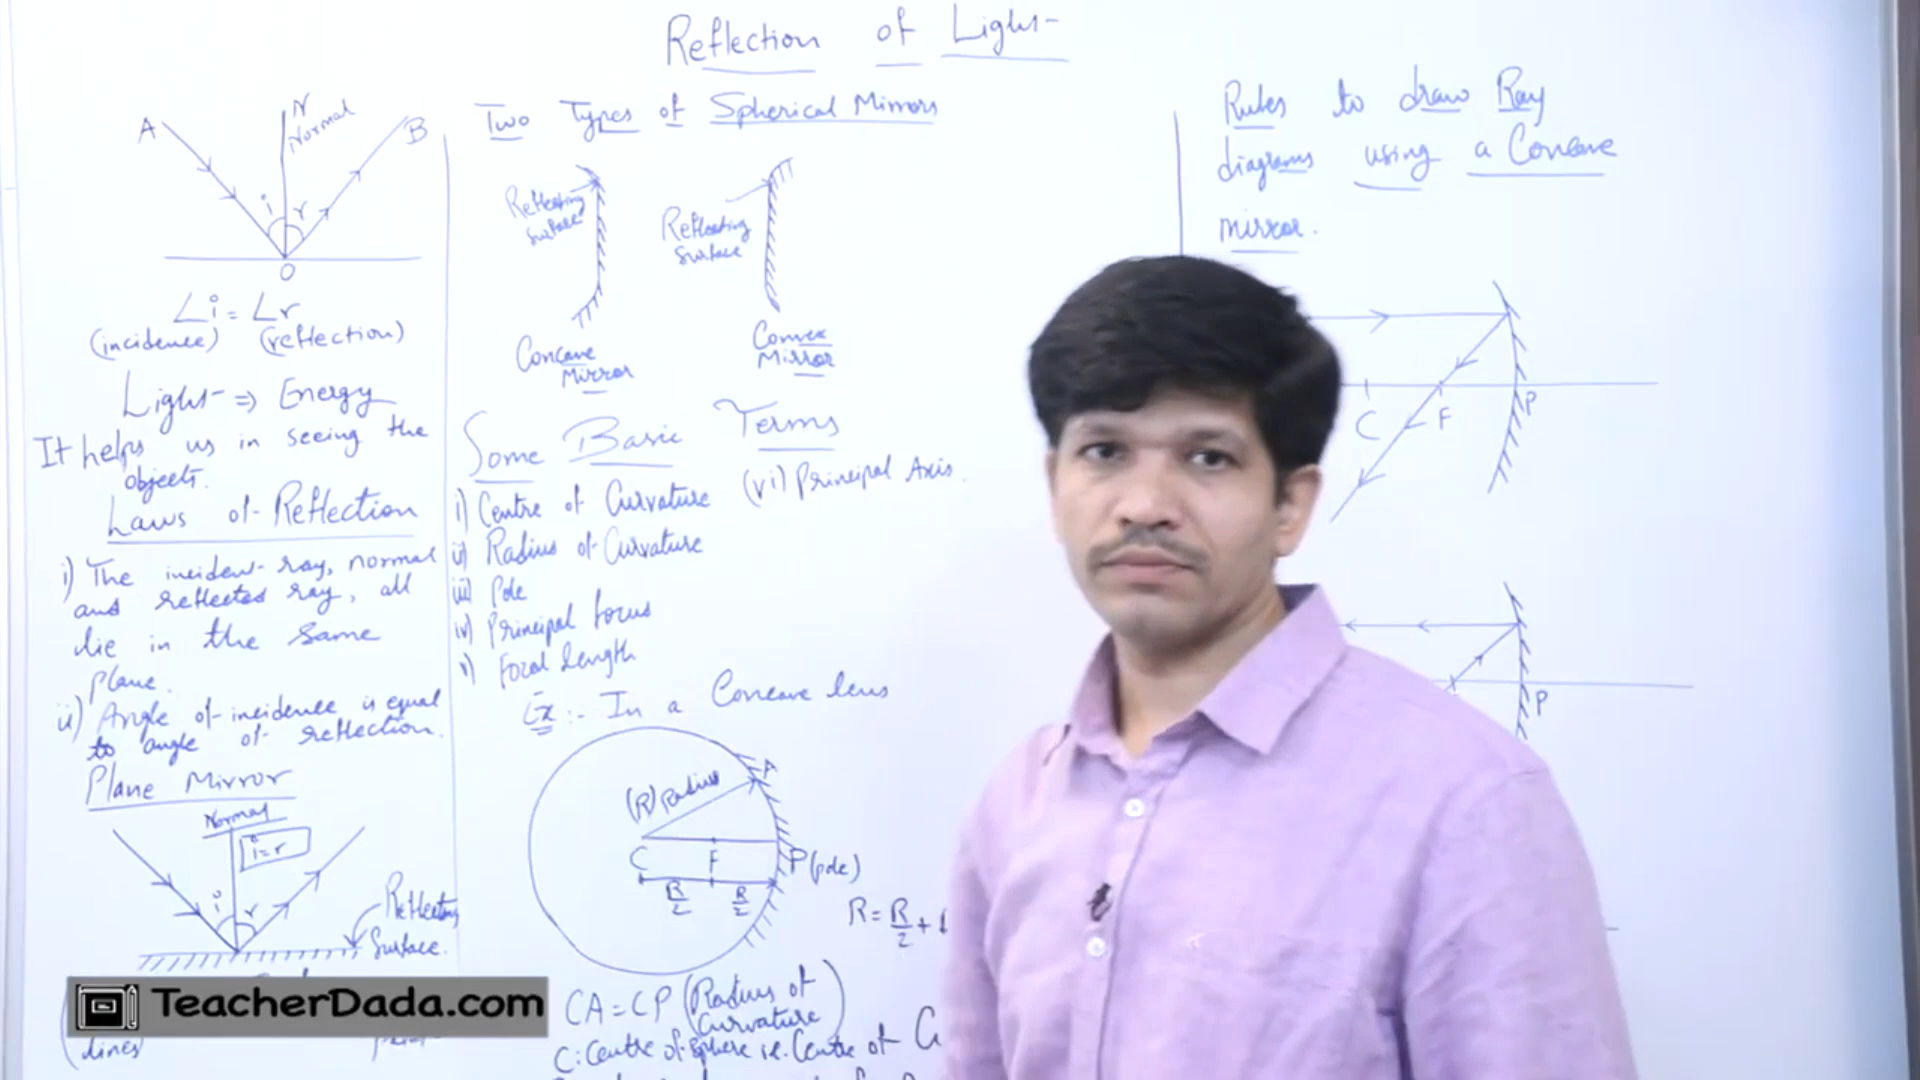 Reflection of Light
A
N
Normal
B
i
r
O
∠i = ∠r
(incidence) (reflection)
Light ⇒ Energy
It helps us in seeing the
objects.
Laws of Reflection
i) The incident ray, normal
and reflected ray, all
lie in the same
plane.
ii) Angle of incidence is equal
to angle of reflection.
Plane Mirror
Normal
i=r
i
r
Reflecting
Surface.
lines
Two Types of Spherical Mirrors
Reflecting
Surface
Concave
Mirror
Reflecting
Surface
Convex
Mirror
Some Basic Terms
i) Centre of Curvature
(vi) Principal Axis.
ii) Radius of Curvature
iii) Pole
iv) Principal focus
v) Focal length
Ex:- In a Concave lens
A
(R) Radius
C
F
P (pole)
R/2
R/2
R = R/2 +
CA = CP (Radius of
Curvature)
C: Centre of sphere i.e. Centre of
Rules to draw Ray
diagrams using a Concave
mirror.
C
F
P
P
TeacherDada.com